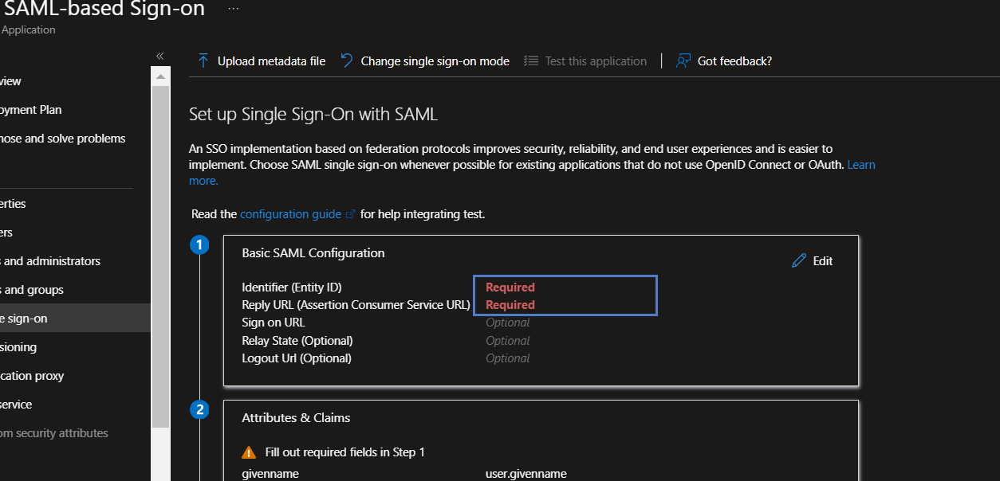 SAML-based Sign-on ...
Application
«
Upload metadata file Change single sign-on mode Test this application Got feedback?
view
oyment Plan
nose and solve problems
erties
ers
s and administrators
s and groups
e sign-on
sioning
cation proxy
service
om security attributes
Set up Single Sign-On with SAML
An SSO implementation based on federation protocols improves security, reliability, and end user experiences and is easier to
implement. Choose SAML single sign-on whenever possible for existing applications that do not use OpenID Connect or OAuth. Learn
more.
Read the configuration guide for help integrating test.
1
Basic SAML Configuration
Edit
Identifier (Entity ID) Required
Reply URL (Assertion Consumer Service URL) Required
Sign on URL Optional
Relay State (Optional) Optional
Logout Url (Optional) Optional
2
Attributes & Claims
Fill out required fields in Step 1
givenname user.givenname